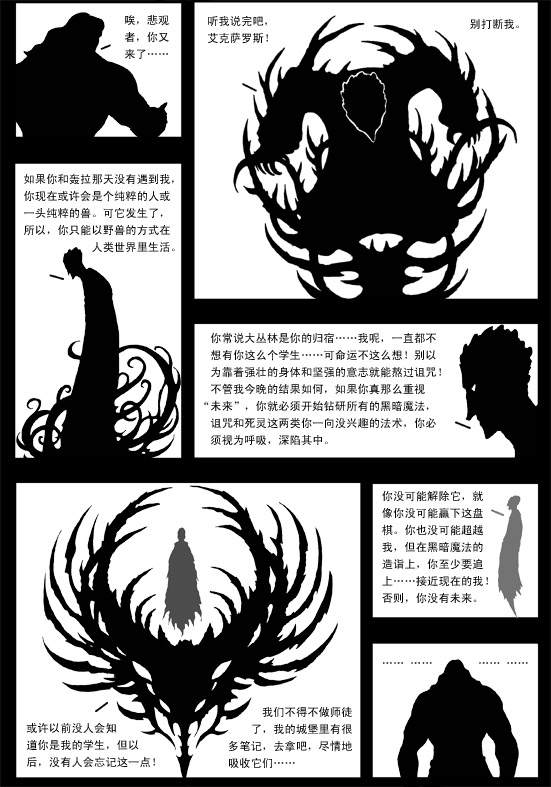 唉，悲观
者，你又
来了……
听我说完吧，
艾克萨罗斯！
别打断我。
如果你和轰拉那天没有遇到我，
你现在或许会是个纯粹的人或
一头纯粹的兽。可它发生了，
所以，你只能以野兽的方式在
人类世界里生活。
你常说大丛林是你的归宿……我呢，一直都不
想有你这么个学生……可命运不这么想！别以
为靠着强壮的身体和坚强的意志就能熬过诅咒！
不管我今晚的结果如何，如果你真那么重视
“未来”，你就必须开始钻研所有的黑暗魔法，
诅咒和死灵这两类你一向没兴趣的法术，你必
须视为呼吸，深陷其中。
或许以前没人会知
道你是我的学生，但以
后，没有人会忘记这一点！
我们不得不做师徒
了，我的城堡里有很
多笔记，去拿吧，尽情地
吸收它们……
你没可能解除它，就
像你没可能赢下这盘
棋。你也没可能超越
我，但在黑暗魔法的
造诣上，你至少要追
上……接近现在的我！
否则，你没有未来。
…… ……
…… ……